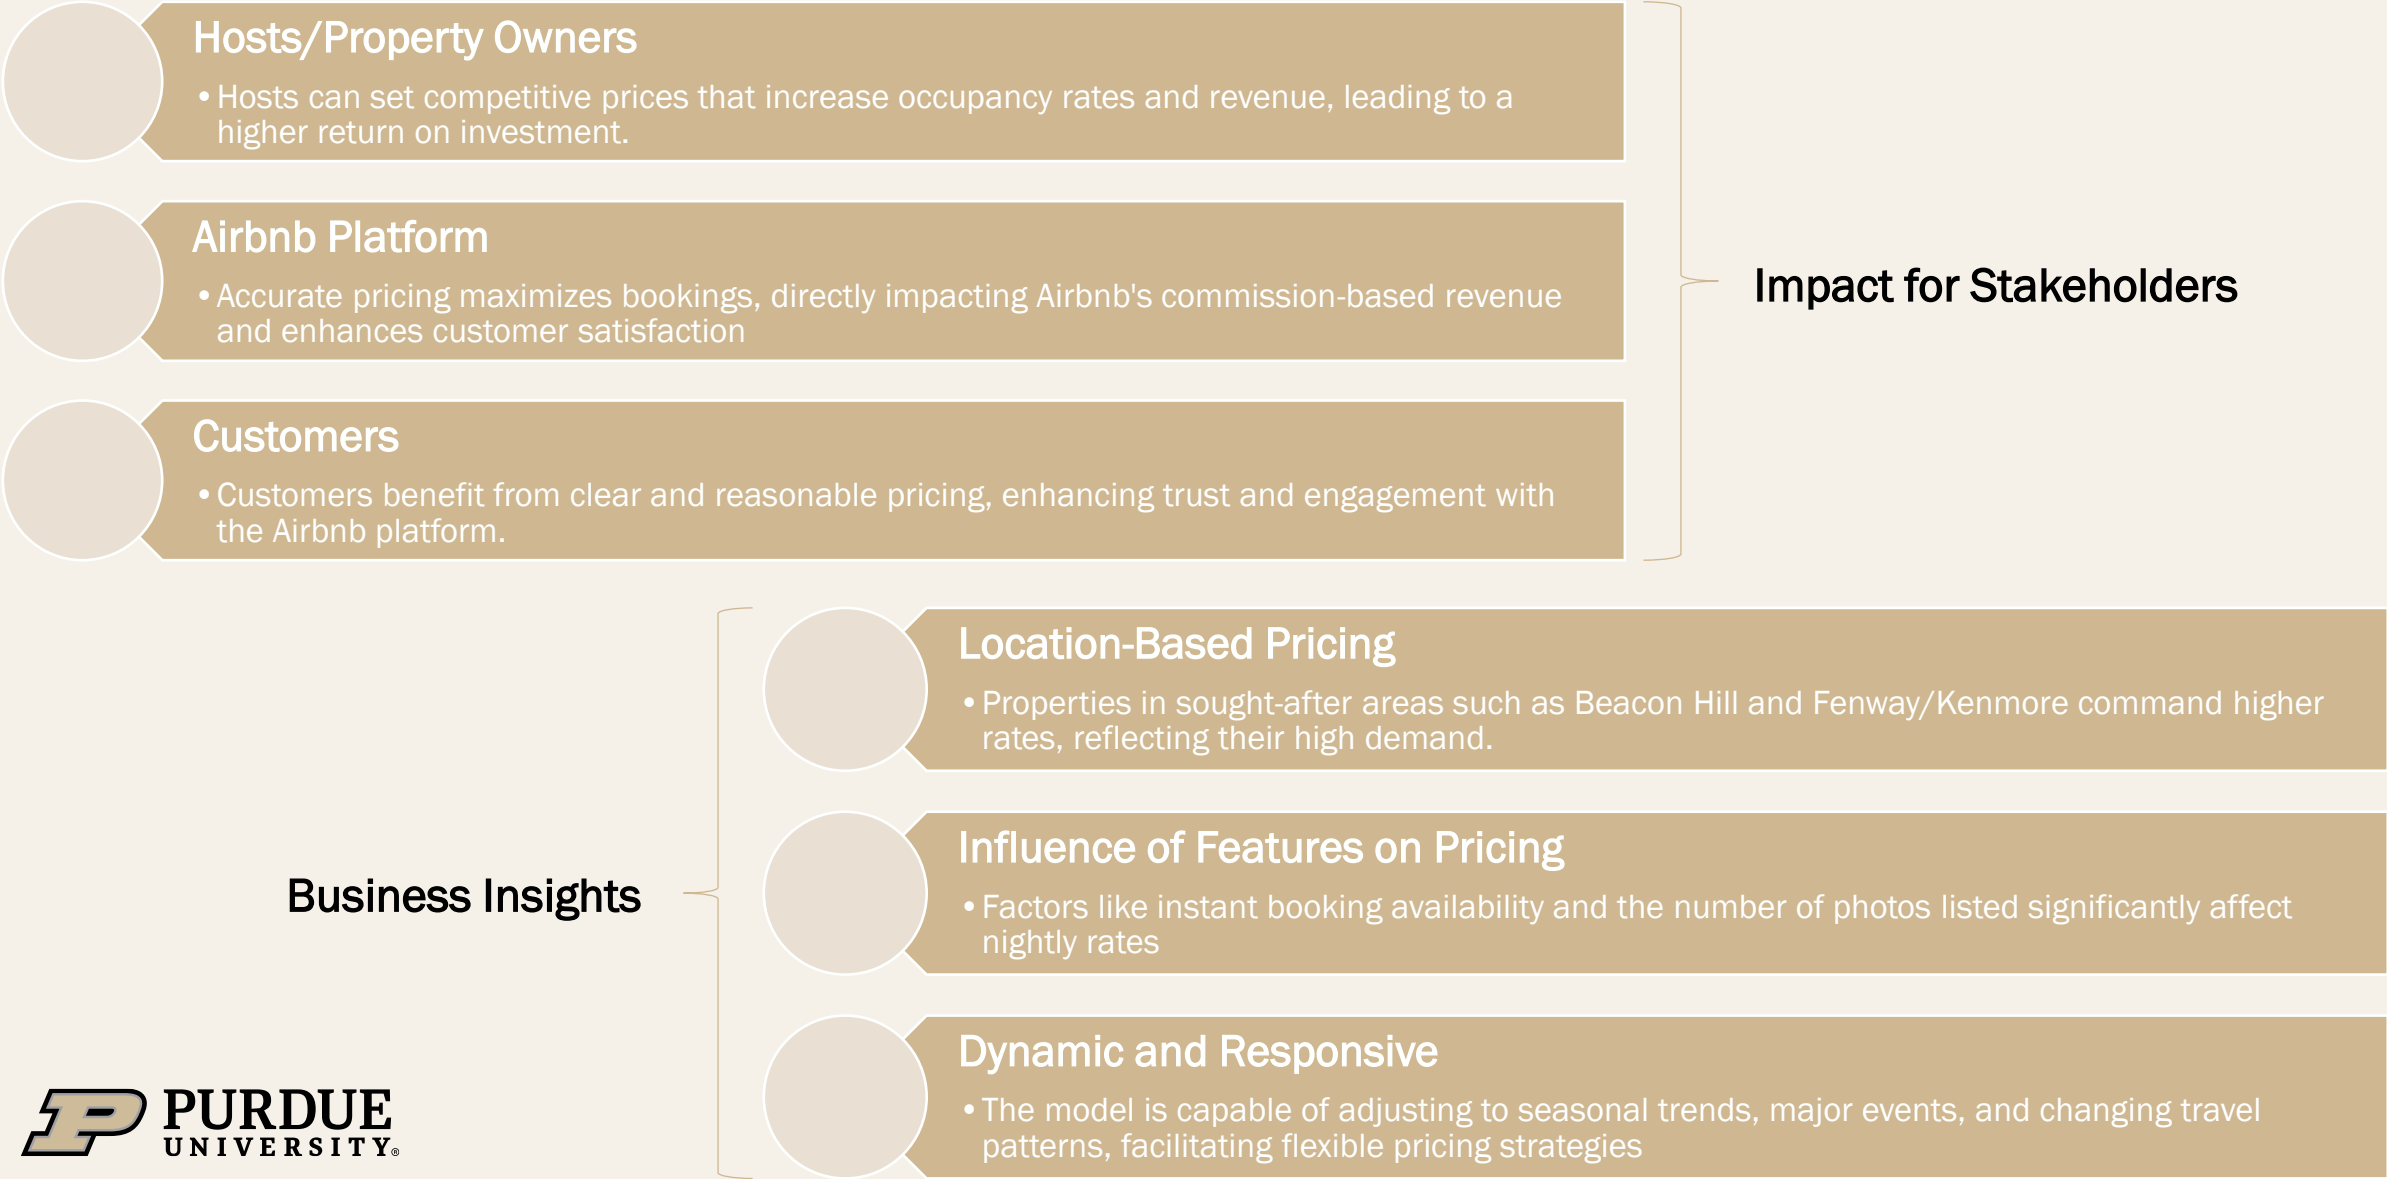 Hosts/Property Owners
• Hosts can set competitive prices that increase occupancy rates and revenue, leading to a
higher return on investment.
Airbnb Platform
• Accurate pricing maximizes bookings, directly impacting Airbnb's commission-based revenue
and enhances customer satisfaction
Customers
• Customers benefit from clear and reasonable pricing, enhancing trust and engagement with
the Airbnb platform.
Impact for Stakeholders
Business Insights
Location-Based Pricing
• Properties in sought-after areas such as Beacon Hill and Fenway/Kenmore command higher
rates, reflecting their high demand.
Influence of Features on Pricing
• Factors like instant booking availability and the number of photos listed significantly affect
nightly rates
Dynamic and Responsive
• The model is capable of adjusting to seasonal trends, major events, and changing travel
patterns, facilitating flexible pricing strategies
P PURDUE
UNIVERSITY®